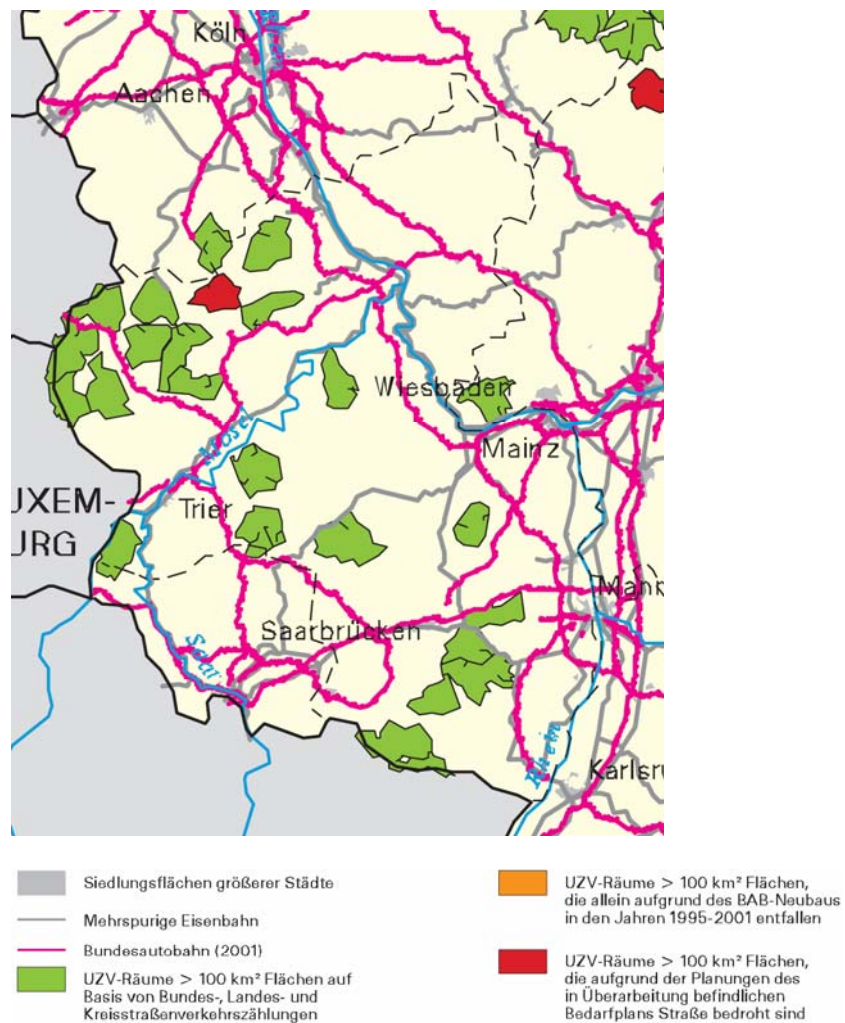 Köln
Rhein
Aachen
Wiesbaden
Mosel
Mainz
Trier
UXEM-
URG
Mann
Saarbrücken
Saar
Rhein
Karlsru
Siedlungsflächen größerer Städte
Mehrspurige Eisenbahn
Bundesautobahn (2001)
UZV-Räume > 100 km² Flächen auf
Basis von Bundes-, Landes- und
Kreisstraßenverkehrszählungen
UZV-Räume > 100 km² Flächen,
die allein aufgrund des BAB-Neubaus
in den Jahren 1995-2001 entfallen
UZV-Räume > 100 km² Flächen,
die aufgrund der Planungen des
in Überarbeitung befindlichen
Bedarfplans Straße bedroht sind